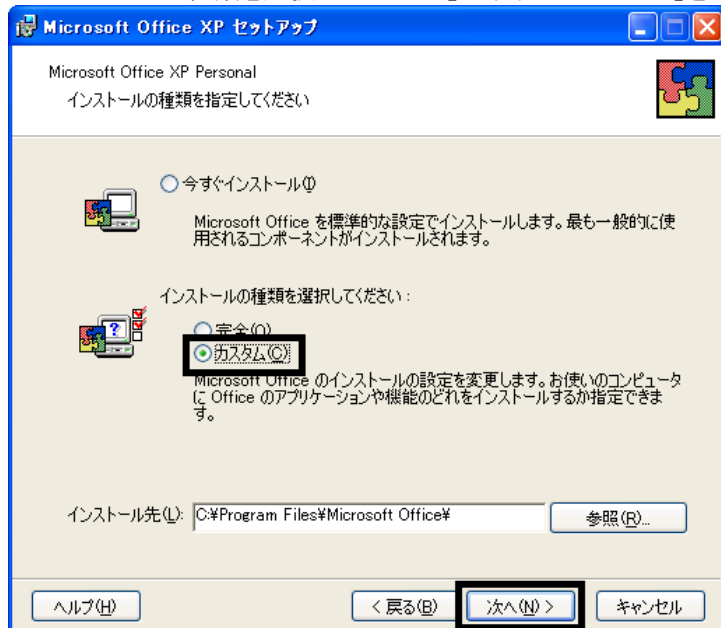 Microsoft Office XP セットアップ
Microsoft Office XP Personal
インストールの種類を指定してください
今すぐインストール(I)
Microsoft Office を標準的な設定でインストールします。最も一般的に使
用されるコンポーネントがインストールされます。
インストールの種類を選択してください:
完全(O)
カスタム(C)
Microsoft Office のインストールの設定を変更します。お使いのコンピュータ
に Office のアプリケーションや機能のどれをインストールするか指定できま
す。
インストール先(L): C:¥Program Files¥Microsoft Office¥ 参照(R)...
ヘルプ(H) < 戻る(B) 次へ(N) > キャンセル